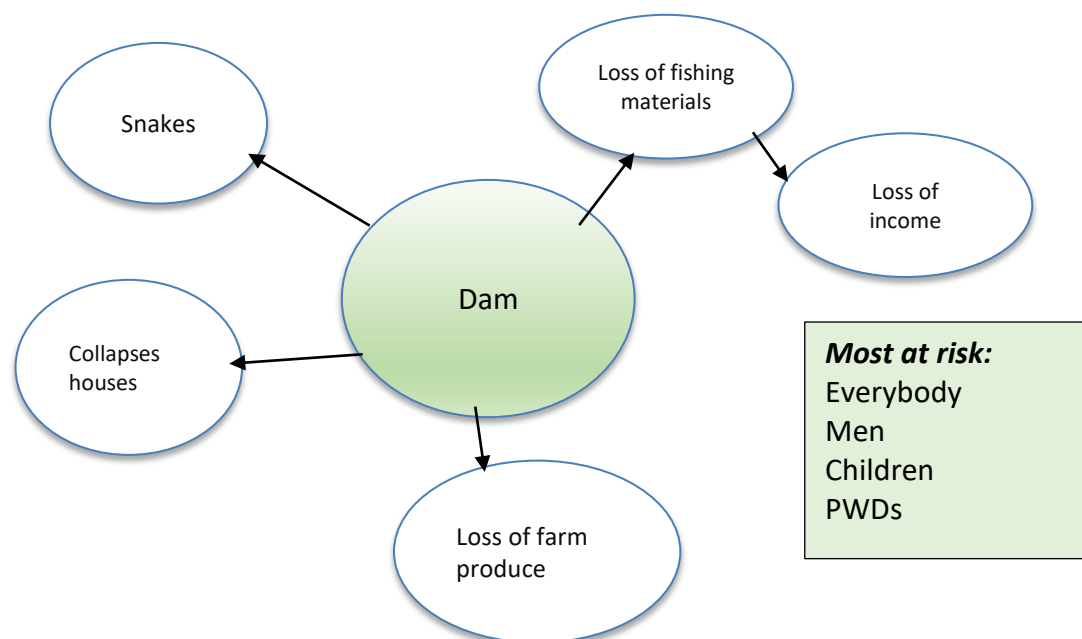 Snakes
Loss of fishing
materials
Loss of
income
Dam
Collapses
houses
Loss of farm
produce
Most at risk:
Everybody
Men
Children
PWDs